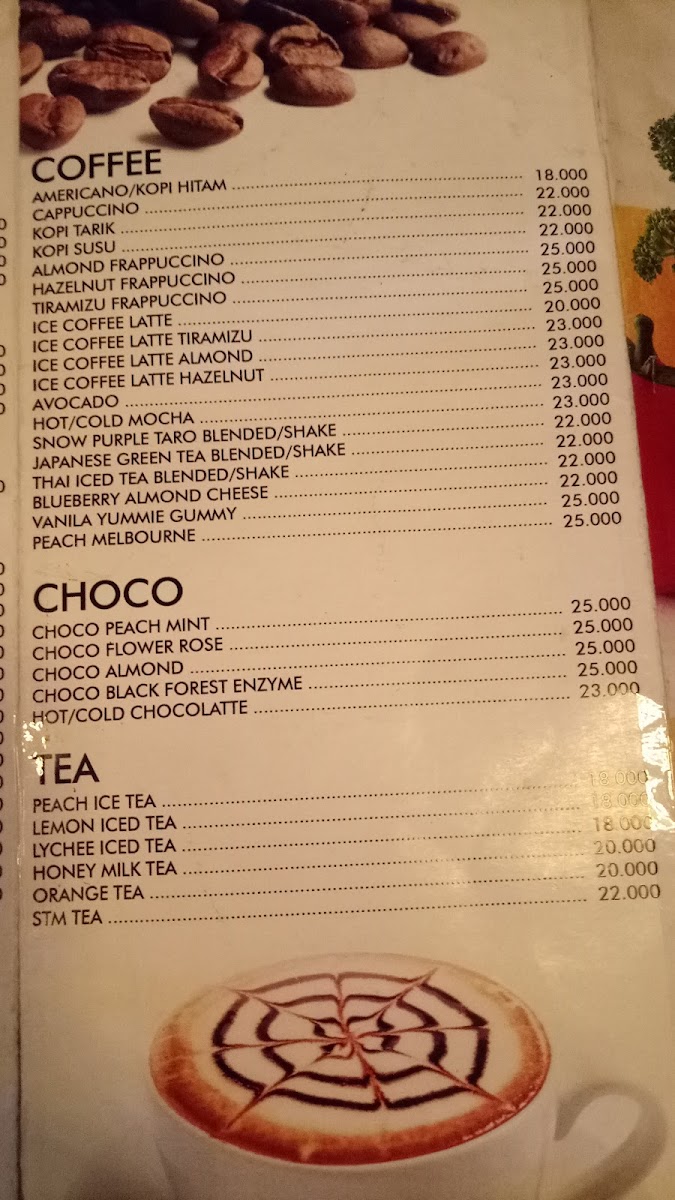 COFFEE
AMERICANO/KOPI HITAM ........ 18.000
CAPPUCCINO ........ 22.000
KOPI TARIK ........ 22.000
KOPI SUSU ........ 22.000
ALMOND FRAPPUCCINO ........ 25.000
HAZELNUT FRAPPUCCINO ........ 25.000
TIRAMIZU FRAPPUCCINO ........ 25.000
ICE COFFEE LATTE ........ 20.000
ICE COFFEE LATTE TIRAMIZU ........ 23.000
ICE COFFEE LATTE ALMOND ........ 23.000
ICE COFFEE LATTE HAZELNUT ........ 23.000
AVOCADO ........ 23.000
HOT/COLD MOCHA ........ 23.000
SNOW PURPLE TARO BLENDED/SHAKE ........ 22.000
JAPANESE GREEN TEA BLENDED/SHAKE ........ 22.000
THAI ICED TEA BLENDED/SHAKE ........ 22.000
BLUEBERRY ALMOND CHEESE ........ 22.000
VANILA YUMMIE GUMMY ........ 25.000
PEACH MELBOURNE ........ 25.000
CHOCO
CHOCO PEACH MINT ........ 25.000
CHOCO FLOWER ROSE ........ 25.000
CHOCO ALMOND ........ 25.000
CHOCO BLACK FOREST ENZYME ........ 25.000
HOT/COLD CHOCOLATTE ........ 23.000
TEA
PEACH ICE TEA ........ 18.000
LEMON ICED TEA ........ 18.000
LYCHEE ICED TEA ........ 18.000
HONEY MILK TEA ........ 20.000
ORANGE TEA ........ 20.000
STM TEA ........ 22.000